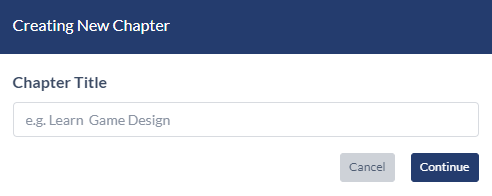 Creating New Chapter
Chapter Title
e.g. Learn Game Design
Cancel Continue